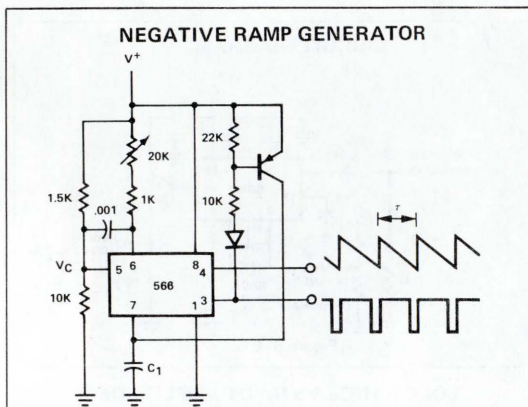 NEGATIVE RAMP GENERATOR
V+
22K
20K
1.5K
.001
1K
10K
VC
5
6
8
4
566
3
10K
7
1
C1
τ